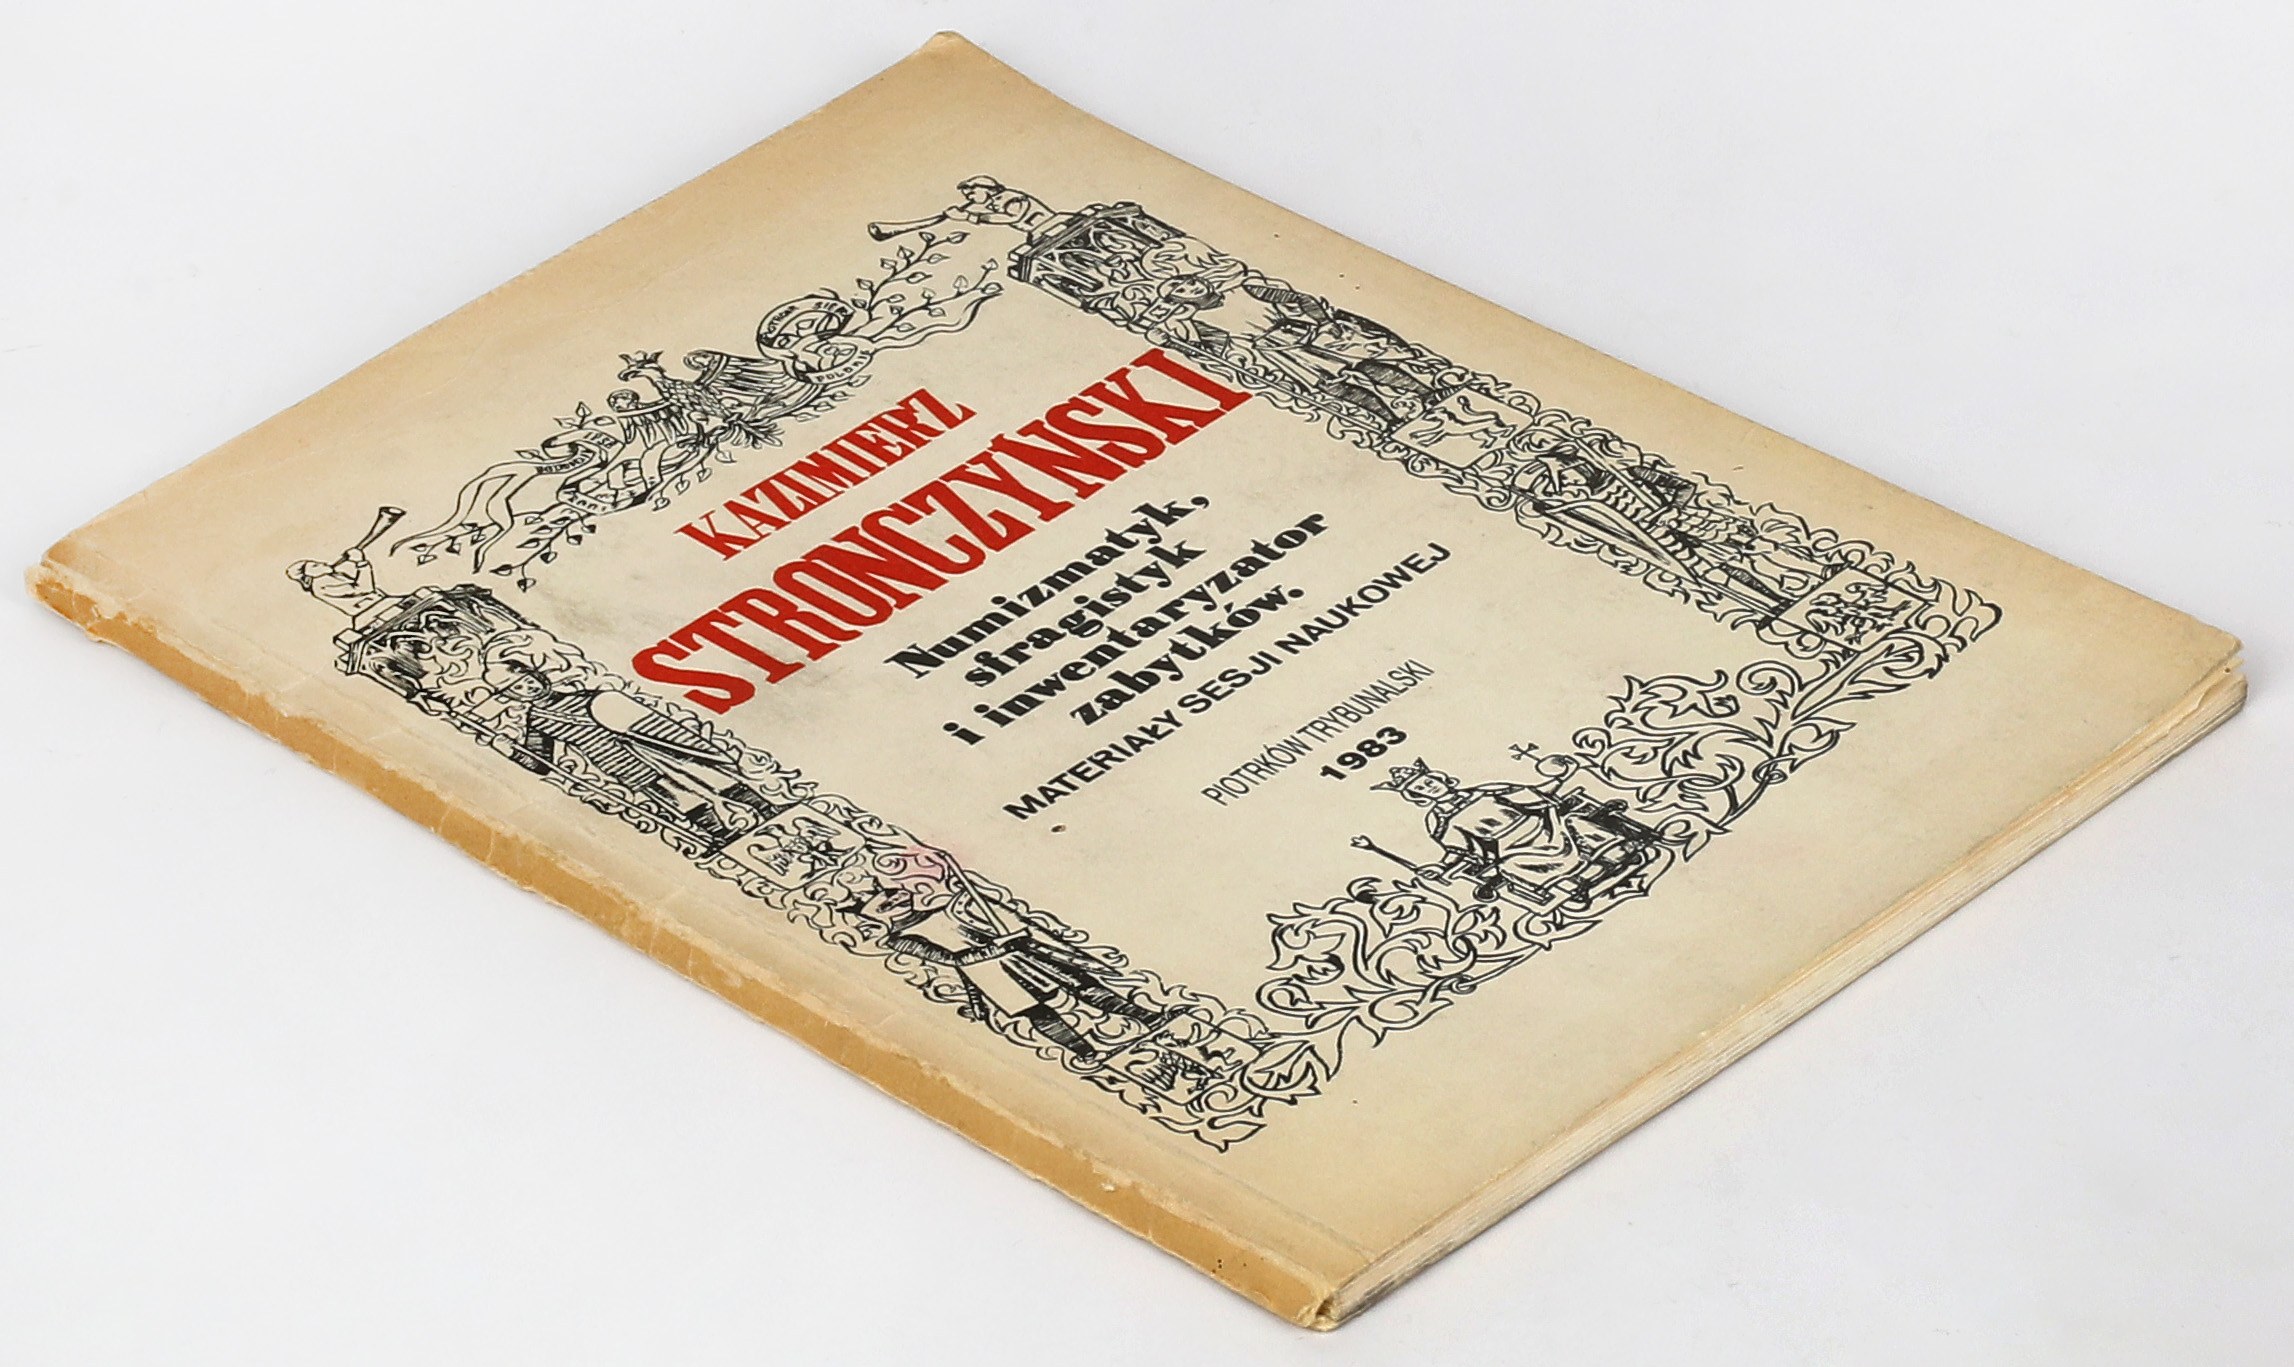 KAZIMIERZ
STRONCZYŃSKI
Numizmatyk,
sfragistyk
i inwentaryzator
zabytków.
MATERIAŁY SESJI NAUKOWEJ
PIOTRKÓW TRYBUNALSKI
1983